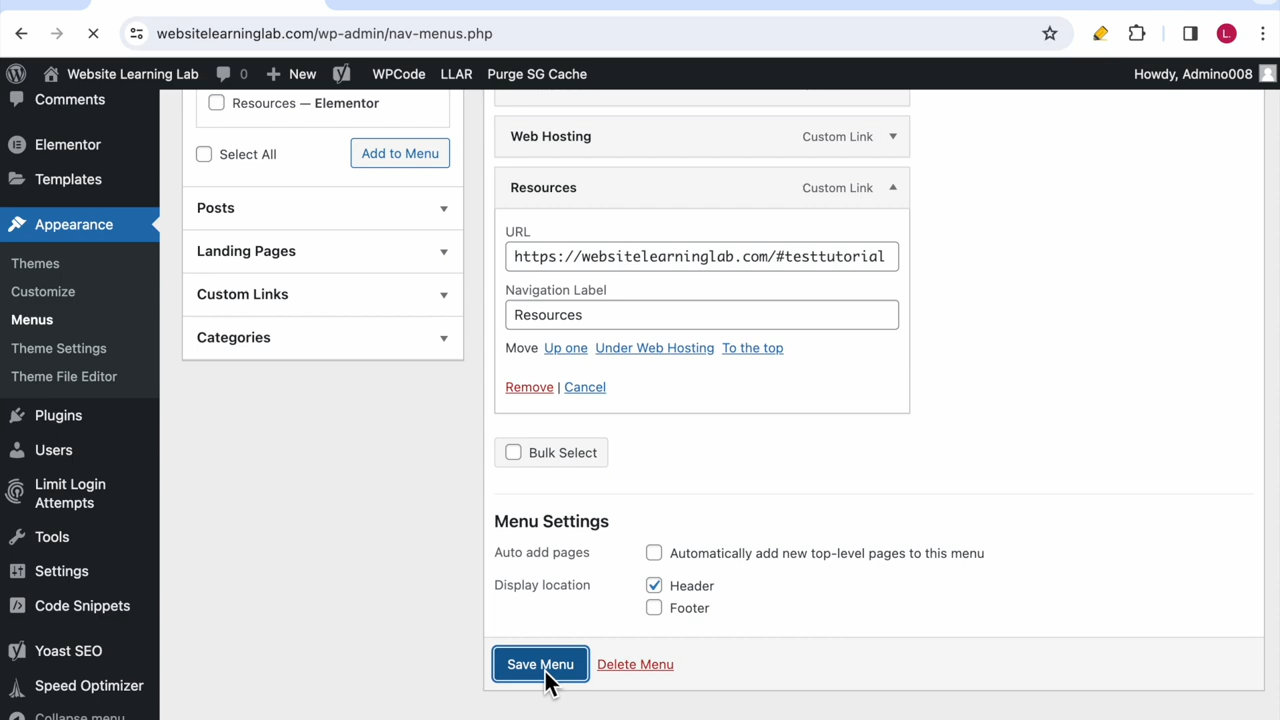 websitelearninglab.com/wp-admin/nav-menus.php
L.
Website Learning Lab
0
New
WPCode
LLAR
Purge SG Cache
Howdy, Admino008
Comments
Elementor
Templates
Appearance
Themes
Customize
Menus
Theme Settings
Theme File Editor
Plugins
Users
Limit Login
Attempts
Tools
Settings
Code Snippets
Yoast SEO
Speed Optimizer
Collapse menu
Resources — Elementor
Select All
Add to Menu
Posts
Landing Pages
Custom Links
Categories
Web Hosting Custom Link
Resources Custom Link
URL
https://websitelearninglab.com/#testtutorial
Navigation Label
Resources
Move Up one Under Web Hosting To the top
Remove | Cancel
Bulk Select
Menu Settings
Auto add pages Automatically add new top-level pages to this menu
Display location Header
Footer
Save Menu Delete Menu